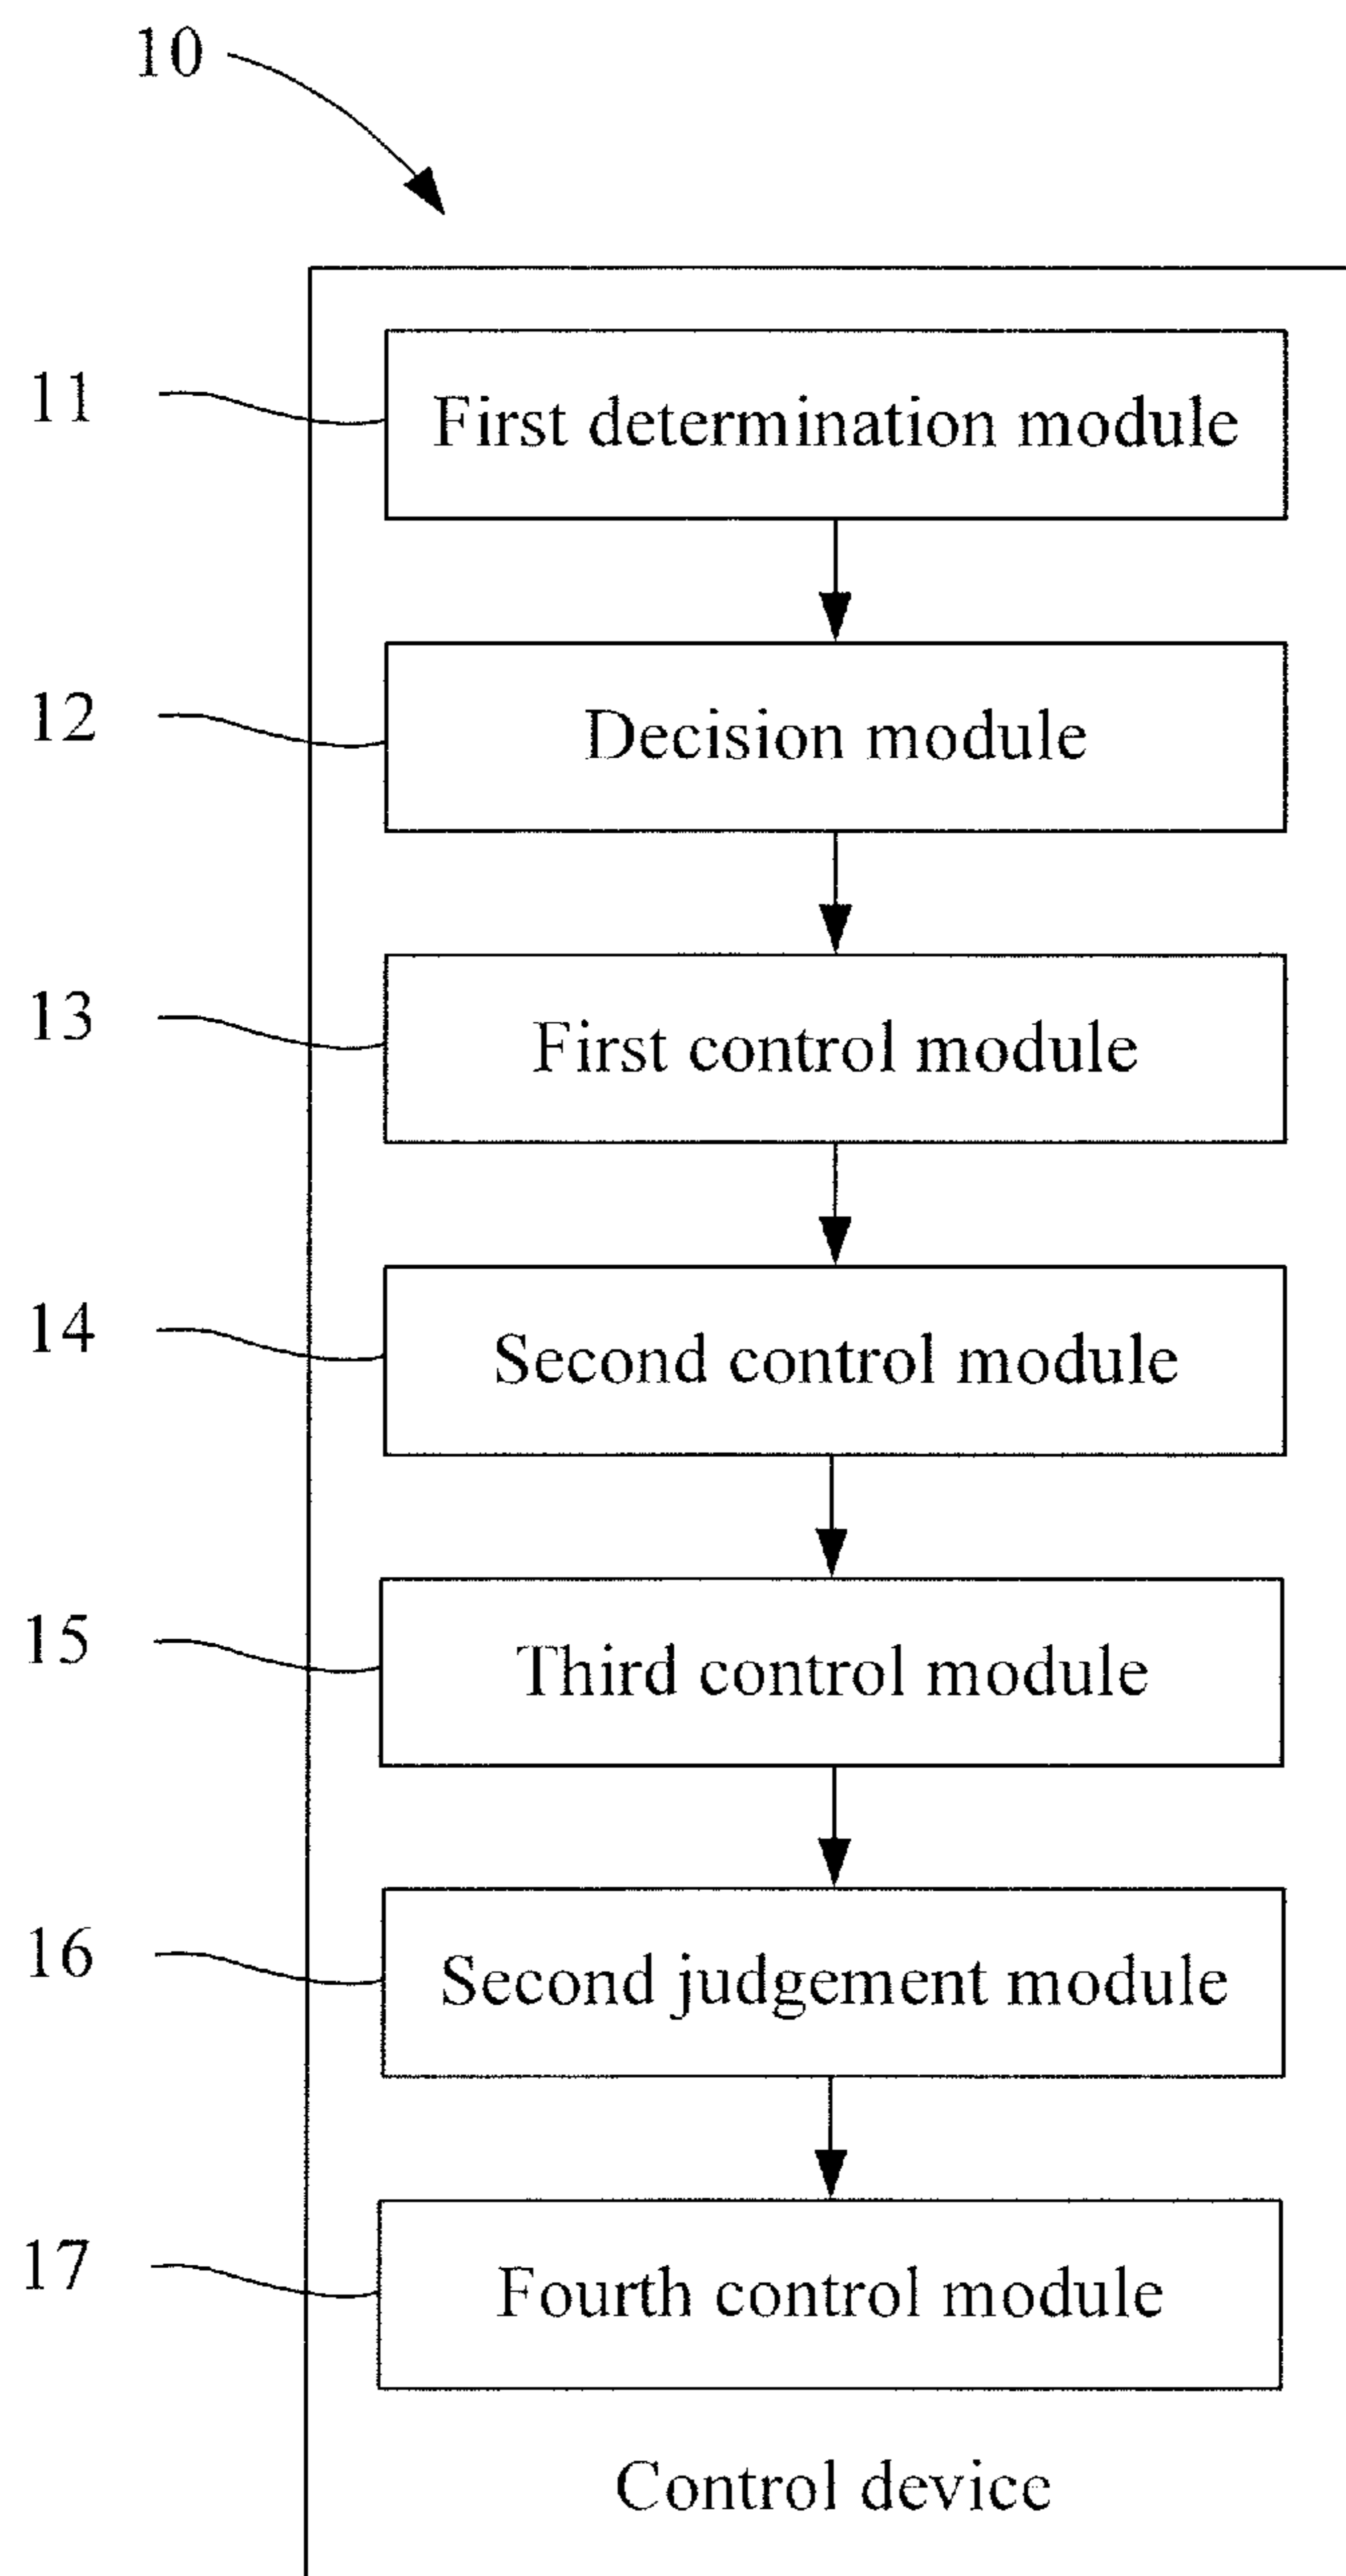 10
11
First determination module
12
Decision module
13
First control module
14
Second control module
15
Third control module
16
Second judgement module
17
Fourth control module
Control device